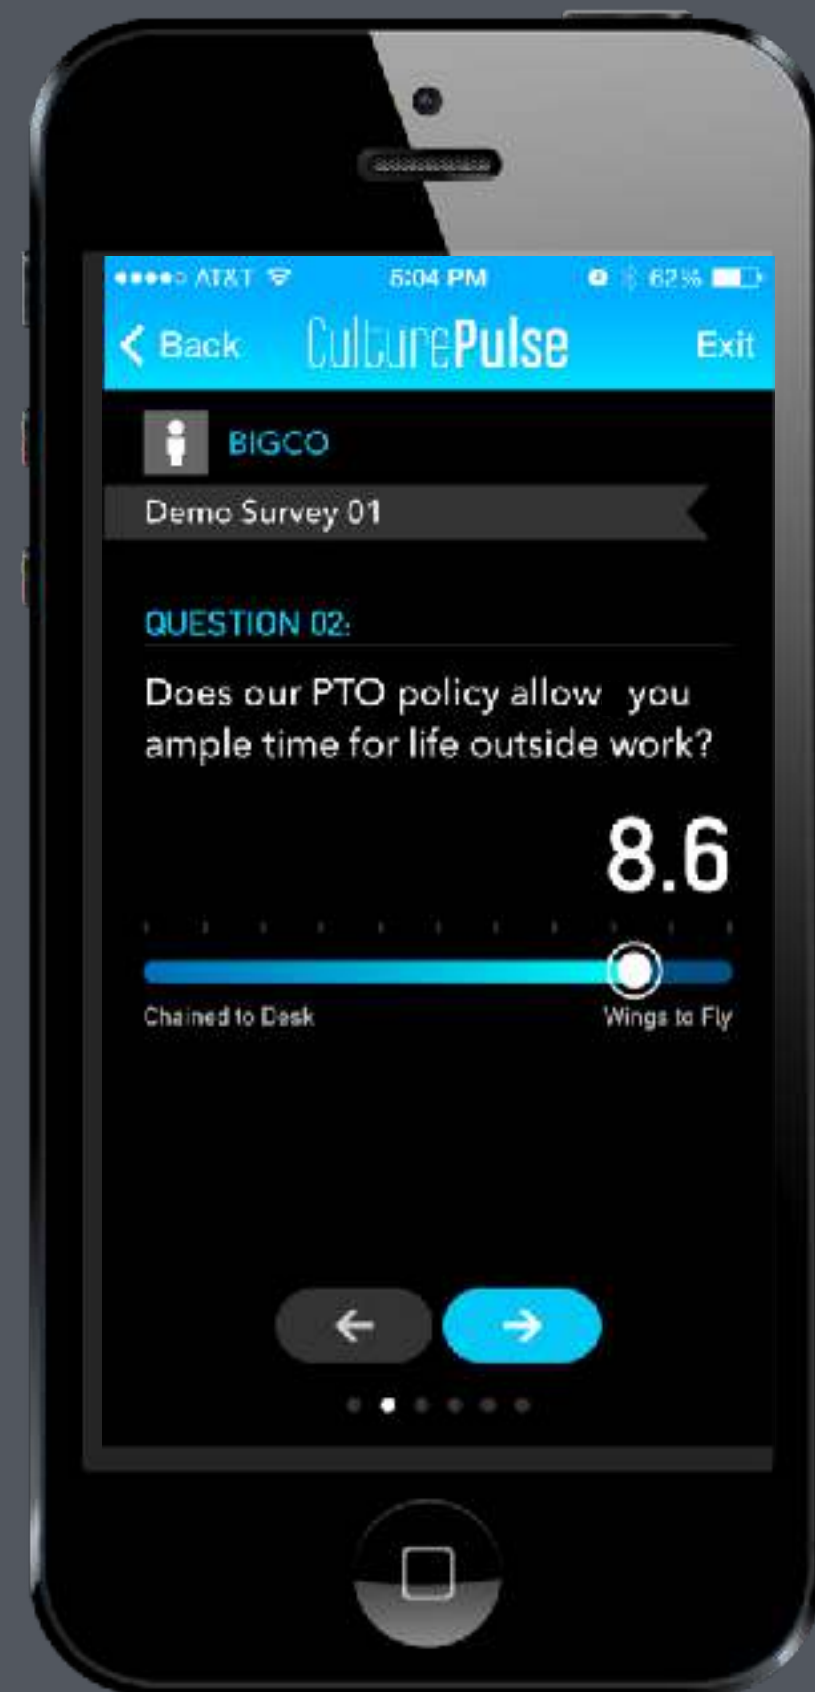 AT&T 5:04 PM 62%
Back CulturePulse Exit
BIGCO
Demo Survey 01
QUESTION 02:
Does our PTO policy allow you
ample time for life outside work?
8.6
Chained to Desk Wings to Fly